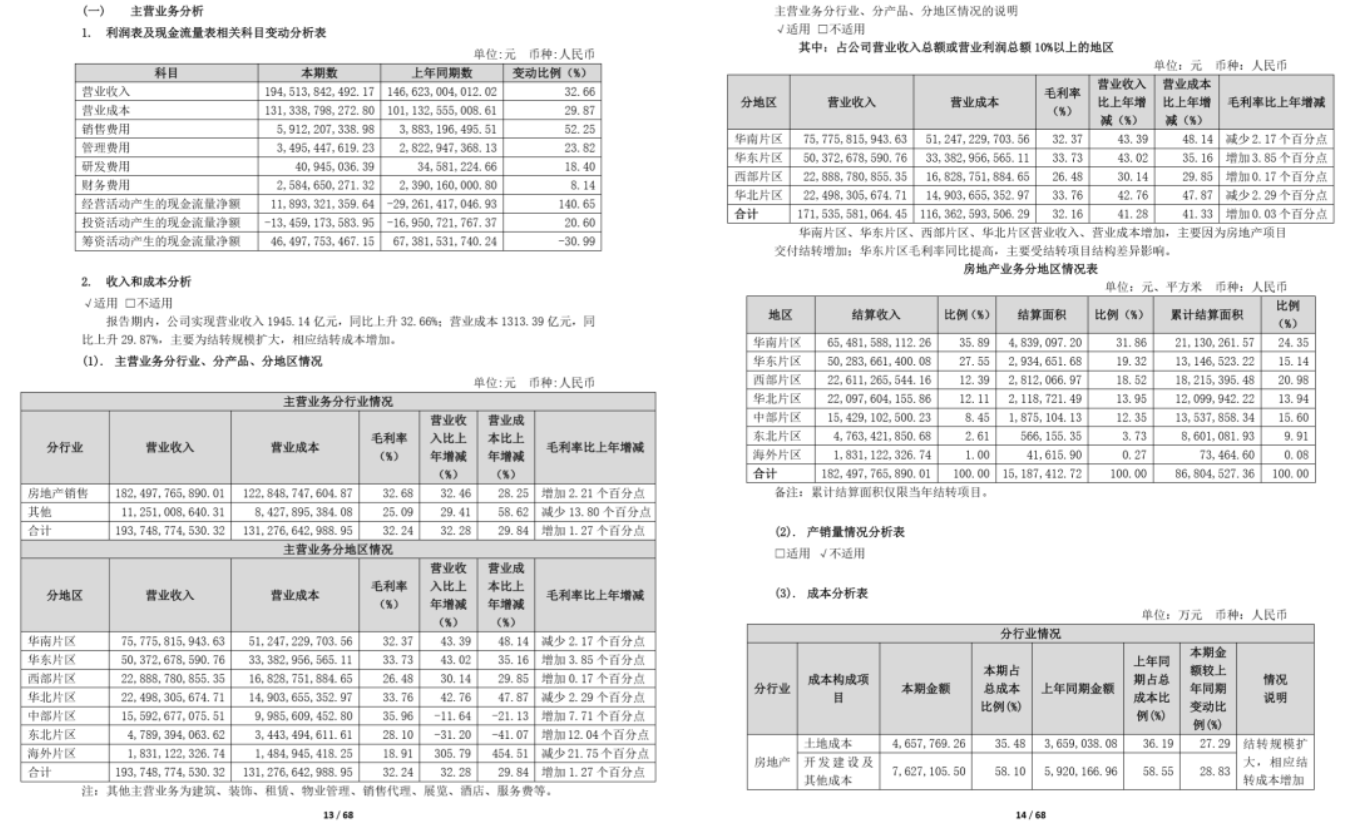 (一) 主营业务分析
1. 利润表及现金流量表相关科目变动分析表
单位:元 币种:人民币
科目 本期数 上年同期数 变动比例（%）
营业收入 194,513,842,492.17 146,623,004,012.02 32.66
营业成本 131,338,798,272.80 101,132,555,008.61 29.87
销售费用 5,912,207,338.98 3,883,196,495.51 52.25
管理费用 3,495,447,619.23 2,822,947,368.13 23.82
研发费用 40,945,036.39 34,581,224.66 18.40
财务费用 2,584,650,271.32 2,390,160,000.80 8.14
经营活动产生的现金流量净额 11,893,321,359.64 -29,261,417,046.93 140.65
投资活动产生的现金流量净额 -13,459,173,583.95 -16,950,721,767.37 20.60
筹资活动产生的现金流量净额 46,497,753,467.15 67,381,531,740.24 -30.99
2. 收入和成本分析
√适用 □不适用
报告期内，公司实现营业收入 1945.14 亿元，同比上升 32.66%；营业成本 1313.39 亿元，同
比上升 29.87%，主要为结转规模扩大，相应结转成本增加。
(1). 主营业务分行业、分产品、分地区情况
单位:元 币种:人民币
主营业务分行业情况
分行业 营业收入 营业成本 毛利率（%） 营业收入比上年增减（%） 营业成本比上年增减（%） 毛利率比上年增减
房地产销售 182,497,765,890.01 122,848,747,604.87 32.68 32.46 28.25 增加 2.21 个百分点
其他 11,251,008,640.31 8,427,895,384.08 25.09 29.41 58.62 减少 13.80 个百分点
合计 193,748,774,530.32 131,276,642,988.95 32.24 32.28 29.84 增加 1.27 个百分点
主营业务分地区情况
分地区 营业收入 营业成本 毛利率（%） 营业收入比上年增减（%） 营业成本比上年增减（%） 毛利率比上年增减
华南片区 75,775,815,943.63 51,247,229,703.56 32.37 43.39 48.14 减少 2.17 个百分点
华东片区 50,372,678,590.76 33,382,956,565.11 33.73 43.02 35.16 增加 3.85 个百分点
西部片区 22,888,780,855.35 16,828,751,884.65 26.48 30.14 29.85 增加 0.17 个百分点
华北片区 22,498,305,674.71 14,903,655,352.97 33.76 42.76 47.87 减少 2.29 个百分点
中部片区 15,592,677,075.51 9,985,609,452.80 35.96 -11.64 -21.13 增加 7.71 个百分点
东北片区 4,789,394,063.62 3,443,494,611.61 28.10 -31.20 -41.07 增加 12.04 个百分点
海外片区 1,831,122,326.74 1,484,945,418.25 18.91 305.79 454.51 减少 21.75 个百分点
合计 193,748,774,530.32 131,276,642,988.95 32.24 32.28 29.84 增加 1.27 个百分点
注：其他主营业务为建筑、装饰、租赁、物业管理、销售代理、展览、酒店、服务费等。
13 / 68
主营业务分行业、分产品、分地区情况的说明
√适用 □不适用
其中：占公司营业收入总额或营业利润总额 10%以上的地区
单位：元 币种：人民币
分地区 营业收入 营业成本 毛利率（%） 营业收入比上年增减（%） 营业成本比上年增减（%） 毛利率比上年增减
华南片区 75,775,815,943.63 51,247,229,703.56 32.37 43.39 48.14 减少 2.17 个百分点
华东片区 50,372,678,590.76 33,382,956,565.11 33.73 43.02 35.16 增加 3.85 个百分点
西部片区 22,888,780,855.35 16,828,751,884.65 26.48 30.14 29.85 增加 0.17 个百分点
华北片区 22,498,305,674.71 14,903,655,352.97 33.76 42.76 47.87 减少 2.29 个百分点
合计 171,535,581,064.45 116,362,593,506.29 32.16 41.28 41.33 增加 0.03 个百分点
华南片区、华东片区、西部片区、华北片区营业收入、营业成本增加，主要因为房地产项目
交付结转增加；华东片区毛利率同比提高，主要受结转项目结构差异影响。
房地产业务分地区情况表
单位：元、平方米 币种：人民币
地区 结算收入 比例（%） 结算面积 比例（%） 累计结算面积 比例（%）
华南片区 65,481,588,112.26 35.89 4,839,097.20 31.86 21,130,261.57 24.35
华东片区 50,283,661,400.08 27.55 2,934,651.68 19.32 13,146,523.22 15.14
西部片区 22,611,265,544.16 12.39 2,812,066.97 18.52 18,215,395.48 20.98
华北片区 22,097,604,155.86 12.11 2,118,721.49 13.95 12,099,942.22 13.94
中部片区 15,429,102,500.23 8.45 1,875,104.13 12.35 13,537,858.34 15.60
东北片区 4,763,421,850.68 2.61 566,155.35 3.73 8,601,081.93 9.91
海外片区 1,831,122,326.74 1.00 41,615.90 0.27 73,464.60 0.08
合计 182,497,765,890.01 100.00 15,187,412.72 100.00 86,804,527.36 100.00
备注：累计结算面积仅限当年结转项目。
(2). 产销量情况分析表
□适用 √不适用
(3). 成本分析表
单位：万元 币种：人民币
分行业情况
分行业 成本构成项目 本期金额 本期占总成本比例(%) 上年同期金额 上年同期占总成本比例(%) 本期金额较上年同期变动比例(%) 情况说明
房地产 土地成本 4,657,769.26 35.48 3,659,038.08 36.19 27.29 结转规模扩大，相应结转成本增加
开发建设及其他成本 7,627,105.50 58.10 5,920,166.96 58.55 28.83
14 / 68